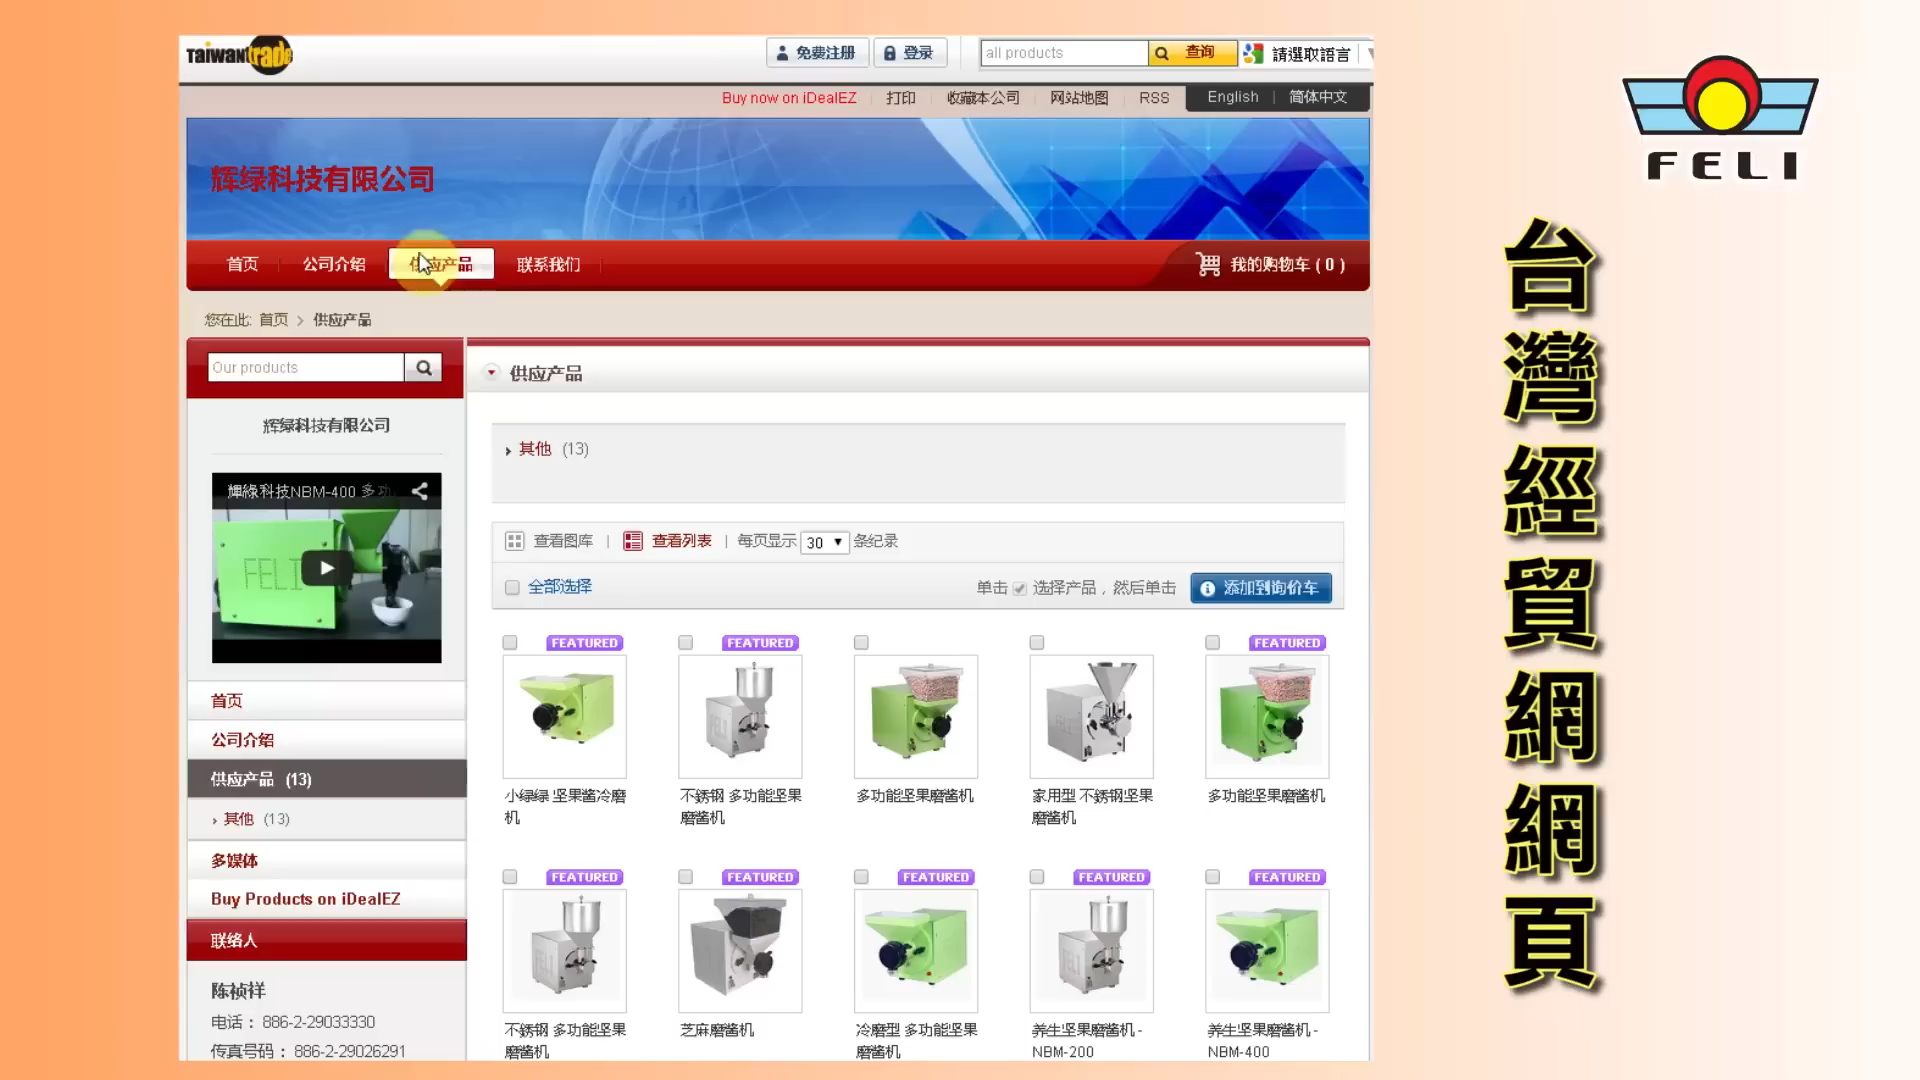 Taiwantrade
免费注册
登录
all products
查询
請選取語言
Buy now on iDealEZ
打印
收藏本公司
网站地图
RSS
English
简体中文
辉绿科技有限公司
首页
公司介绍
供应产品
联系我们
我的购物车 ( 0 )
您在此: 首页 > 供应产品
Our products
辉绿科技有限公司
輝綠科技NBM-400 多功
FELI
首页
公司介绍
供应产品 (13)
其他 (13)
多媒体
Buy Products on iDealEZ
联络人
陈祯祥
电话： 886-2-29033330
传真号码： 886-2-29026291
供应产品
其他 (13)
查看图库 | 查看列表 | 每页显示 30 条纪录
全部选择
单击 选择产品，然后单击
添加到询价车
FEATURED
FEATURED
FEATURED
小绿绿 坚果酱冷磨
机
不銹钢 多功能坚果
磨酱机
多功能坚果磨酱机
家用型 不銹钢坚果
磨酱机
多功能坚果磨酱机
FEATURED
FEATURED
FEATURED
FEATURED
FEATURED
不銹钢 多功能坚果
磨酱机
芝麻磨酱机
冷磨型 多功能坚果
磨酱机
养生坚果磨酱机 -
NBM-200
养生坚果磨酱机 -
NBM-400
FELI
台灣經貿網網頁